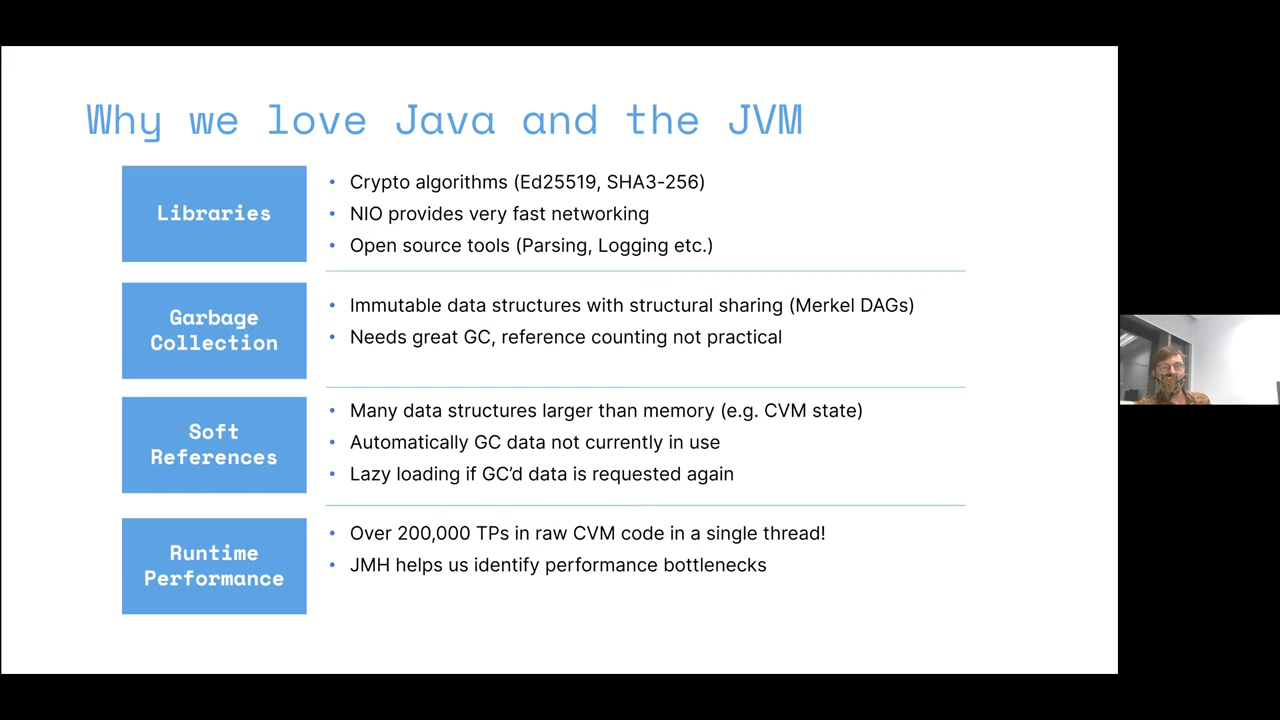 Why we love Java and the JVM
Libraries
• Crypto algorithms (Ed25519, SHA3-256)
• NIO provides very fast networking
• Open source tools (Parsing, Logging etc.)
Garbage
Collection
• Immutable data structures with structural sharing (Merkel DAGs)
• Needs great GC, reference counting not practical
Soft
References
• Many data structures larger than memory (e.g. CVM state)
• Automatically GC data not currently in use
• Lazy loading if GC’d data is requested again
Runtime
Performance
• Over 200,000 TPs in raw CVM code in a single thread!
• JMH helps us identify performance bottlenecks